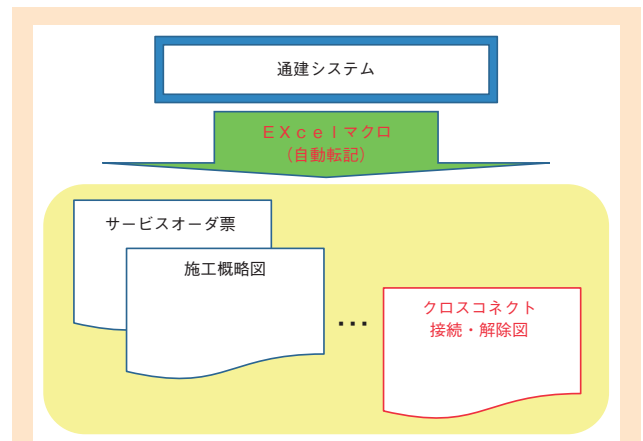 通建システム
ＥＸｃｅｌマクロ
（自動転記）
サービスオーダ票
施工概略図
…
クロスコネクト
接続・解除図